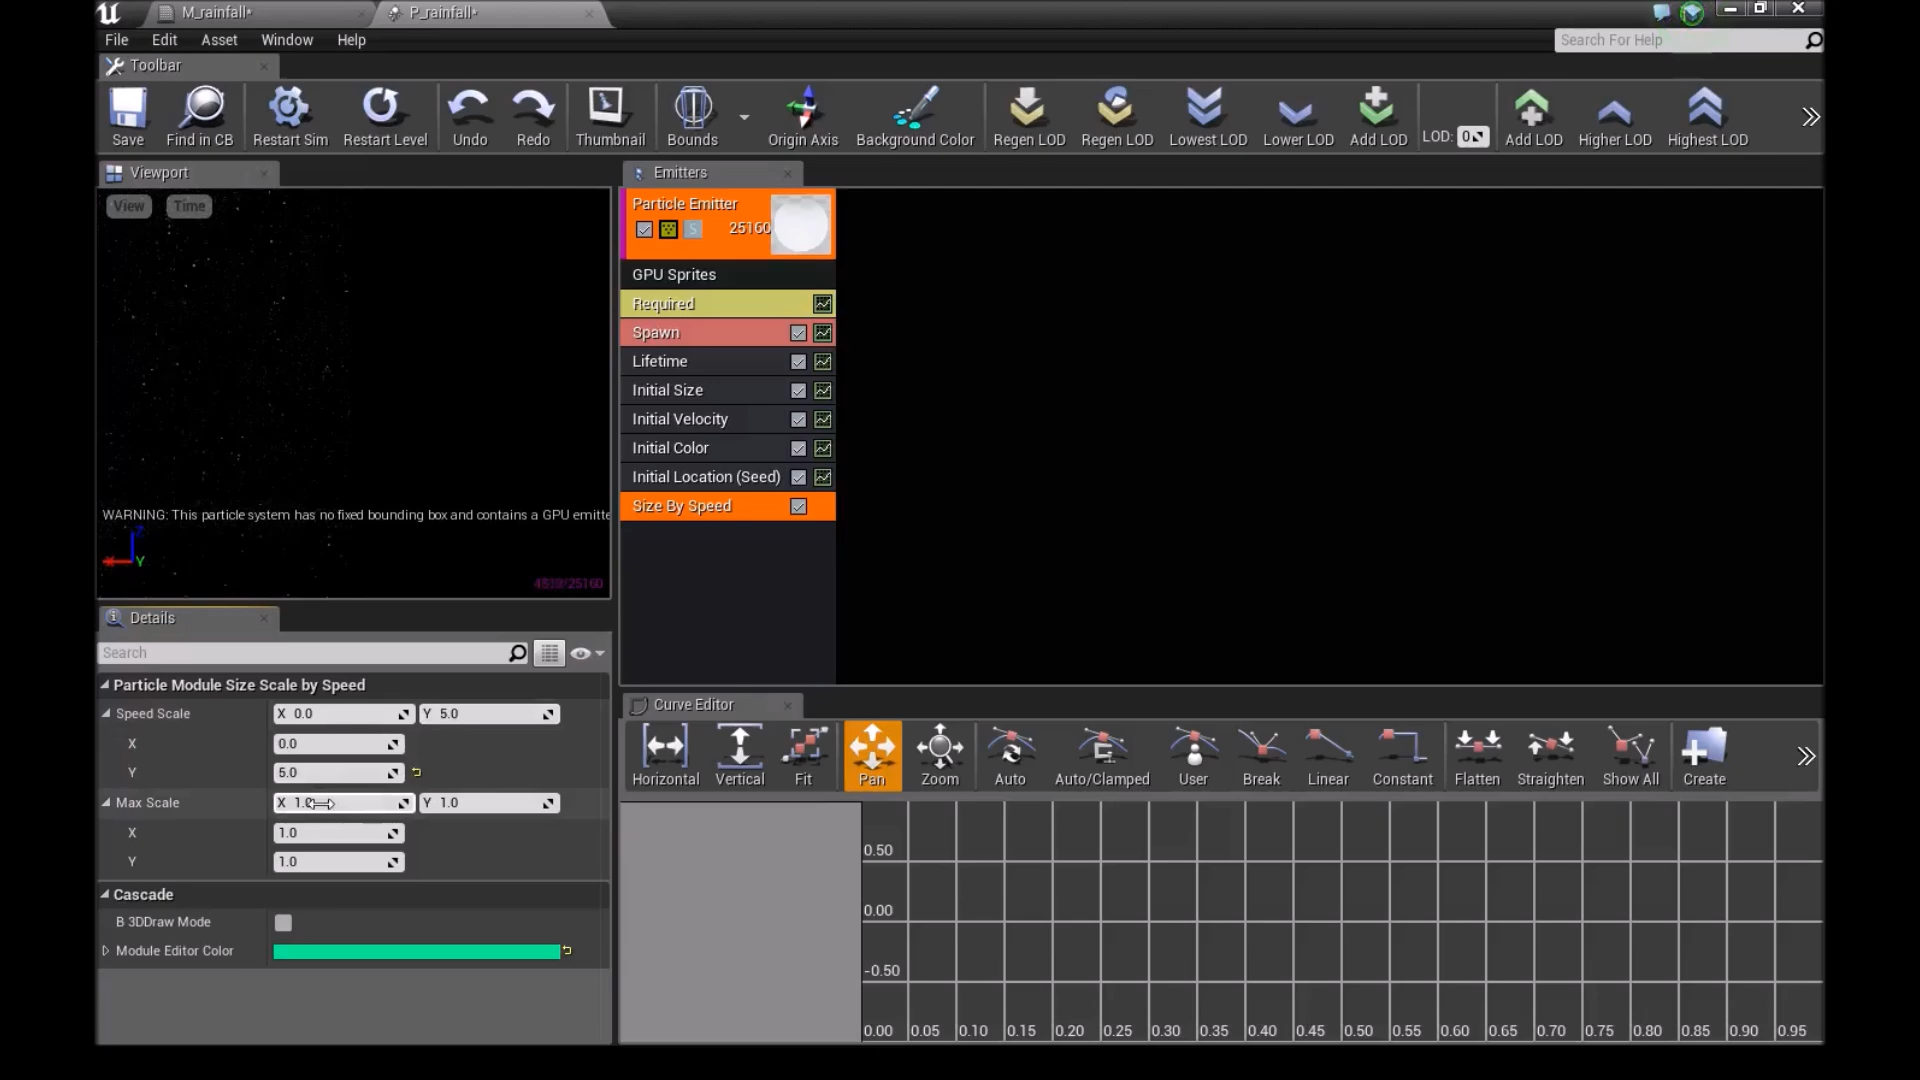 M_rainfall*
P_rainfall*
File Edit Asset Window Help
Search For Help
Toolbar
Save Find in CB Restart Sim Restart Level Undo Redo Thumbnail Bounds Origin Axis Background Color Regen LOD Regen LOD Lowest LOD Lower LOD Add LOD LOD: 0 Add LOD Higher LOD Highest LOD
Viewport
View Time
WARNING: This particle system has no fixed bounding box and contains a GPU emitte
X Z Y
Emitters
Particle Emitter
S 25160
GPU Sprites
Required
Spawn
Lifetime
Initial Size
Initial Velocity
Initial Color
Initial Location (Seed)
Size By Speed
Details
Search
Particle Module Size Scale by Speed
Speed Scale X 0.0 Y 5.0
X 0.0
Y 5.0
Max Scale X 1.0 Y 1.0
X 1.0
Y 1.0
Cascade
B 3DDraw Mode
Module Editor Color
Curve Editor
Horizontal Vertical Fit Pan Zoom Auto Auto/Clamped User Break Linear Constant Flatten Straighten Show All Create
0.50
0.00
-0.50
0.00 0.05 0.10 0.15 0.20 0.25 0.30 0.35 0.40 0.45 0.50 0.55 0.60 0.65 0.70 0.75 0.80 0.85 0.90 0.95